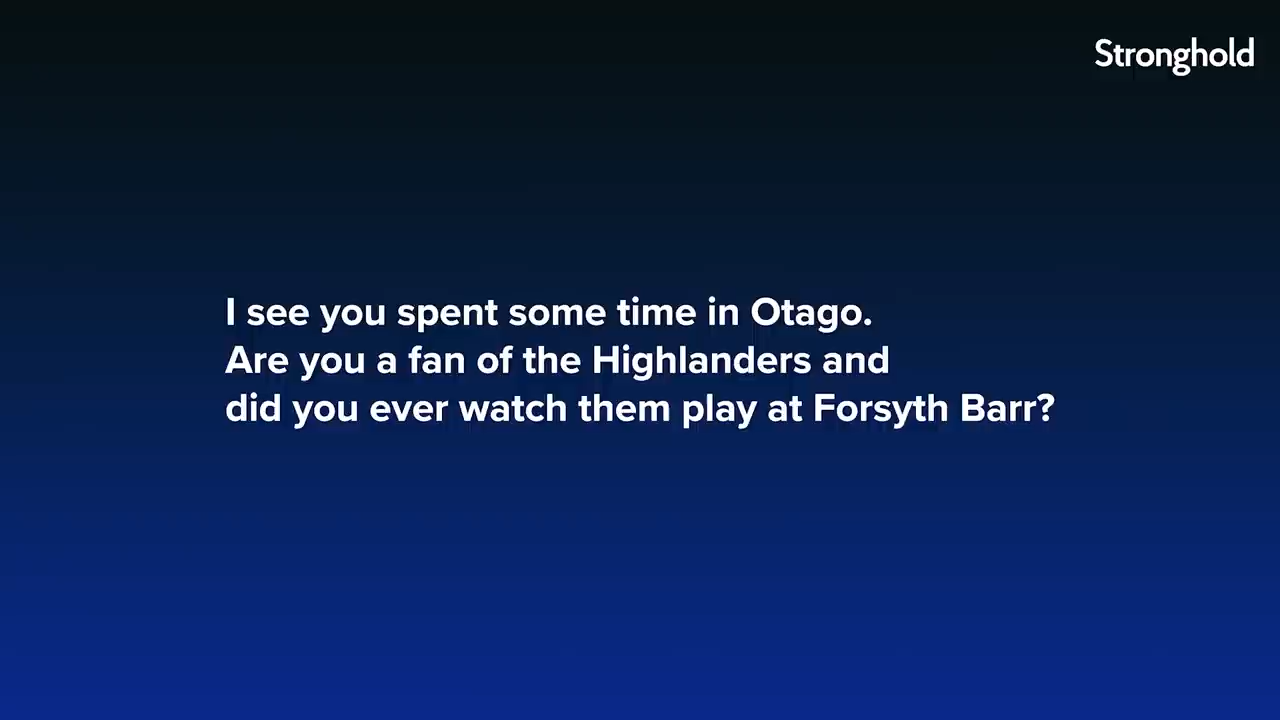 Stronghold
I see you spent some time in Otago.
Are you a fan of the Highlanders and
did you ever watch them play at Forsyth Barr?